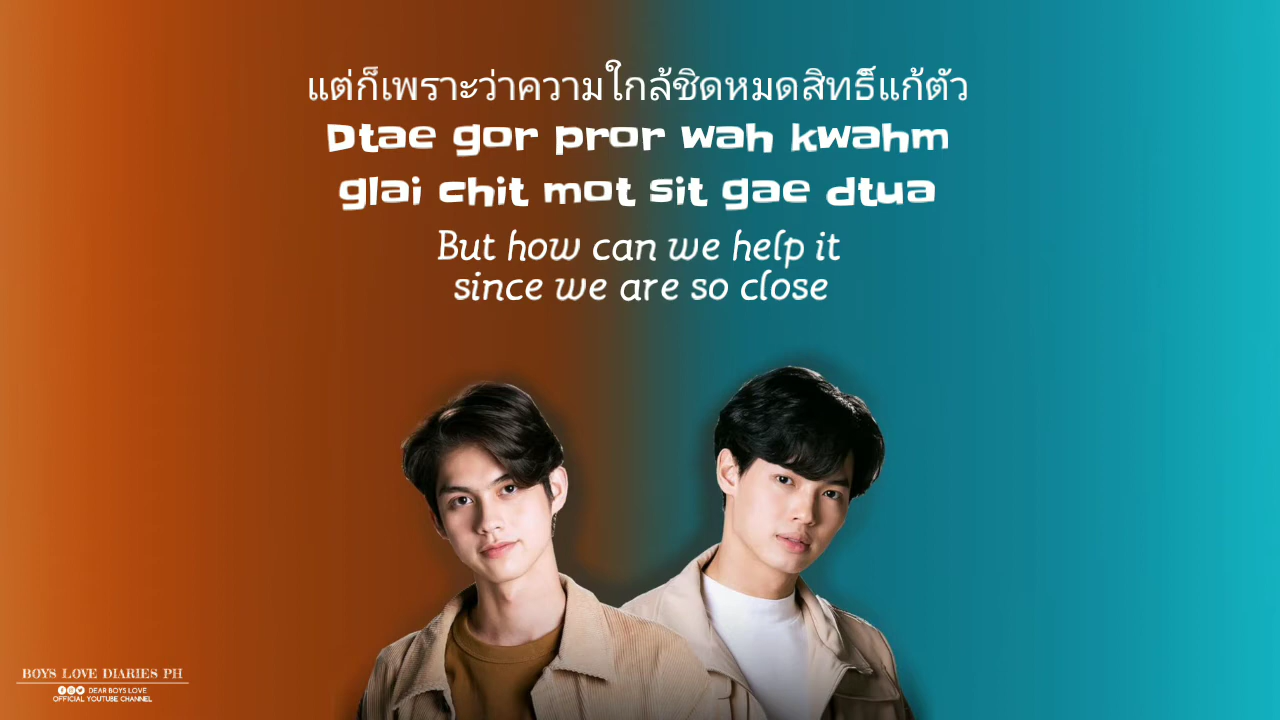 แต่ก็เพราะว่าความใกล้ชิดหมดสิทธิ์แก้ตัว
Dtae gor pror wah kwahm
glai chit mot sit gae dtua
But how can we help it
since we are so close
BOYS LOVE DIARIES PH
DEAR BOYS LOVE
OFFICIAL YOUTUBE CHANNEL